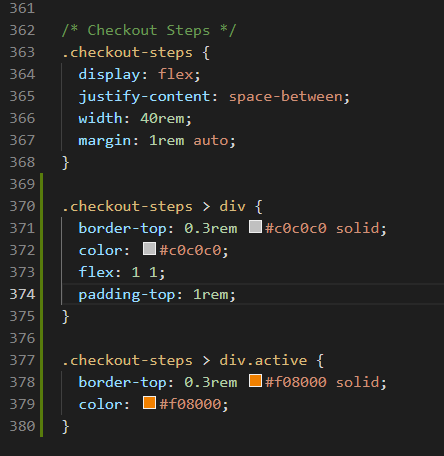 361
362 /* Checkout Steps */
363 .checkout-steps {
364   display: flex;
365   justify-content: space-between;
366   width: 40rem;
367   margin: 1rem auto;
368 }
369
370 .checkout-steps > div {
371   border-top: 0.3rem #c0c0c0 solid;
372   color: #c0c0c0;
373   flex: 1 1;
374   padding-top: 1rem;
375 }
376
377 .checkout-steps > div.active {
378   border-top: 0.3rem #f08000 solid;
379   color: #f08000;
380 }